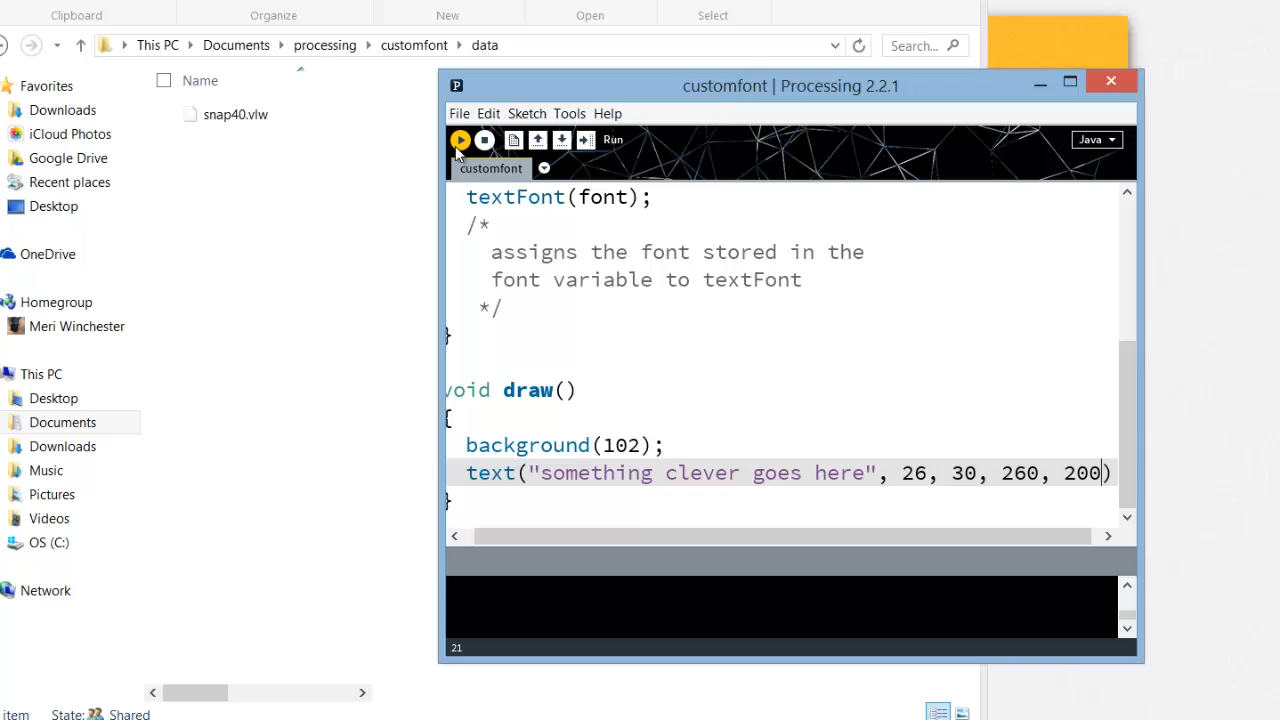 Clipboard
Organize
New
Open
Select
This PC
Documents
processing
customfont
data
Search...
Favorites
Downloads
iCloud Photos
Google Drive
Recent places
Desktop
OneDrive
Homegroup
Meri Winchester
This PC
Desktop
Documents
Downloads
Music
Pictures
Videos
OS (C:)
Network
Name
snap40.vlw
item State: Shared
customfont | Processing 2.2.1
File Edit Sketch Tools Help
Run
Java
customfont
textFont(font);
/*
assigns the font stored in the
font variable to textFont
*/
}
void draw()
{
background(102);
text("something clever goes here", 26, 30, 260, 200)
}
21